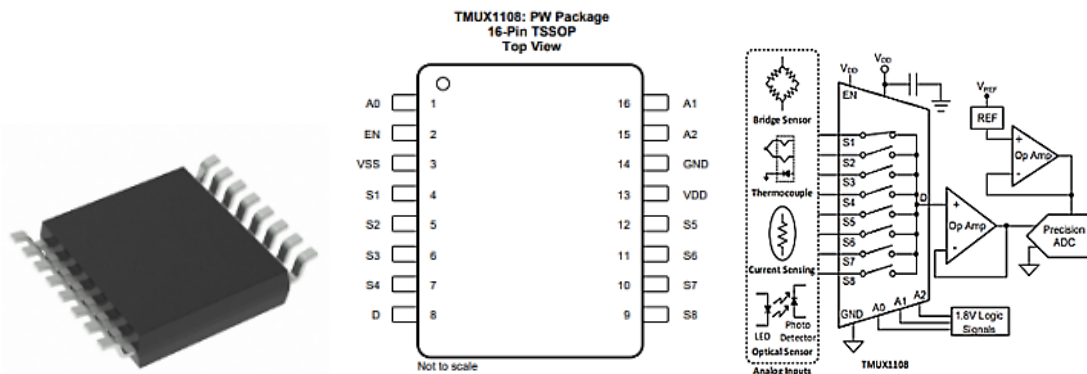 TMUX1108: PW Package
16-Pin TSSOP
Top View
A0 1 16 A1
EN 2 15 A2
VSS 3 14 GND
S1 4 13 VDD
S2 5 12 S5
S3 6 11 S6
S4 7 10 S7
D 8 9 S8
Not to scale
VDD
VDD
EN
VREF
REF
Bridge Sensor
S1
S2
S3
S4
S5
S6
S7
S8
D
+
Op Amp
-
+
Op Amp
-
Precision
ADC
Thermocouple
Current Sensing
LED
Photo
Detector
Optical Sensor
Analog Inputs
GND
A0
A1
A2
1.8V Logic
Signals
TMUX1108